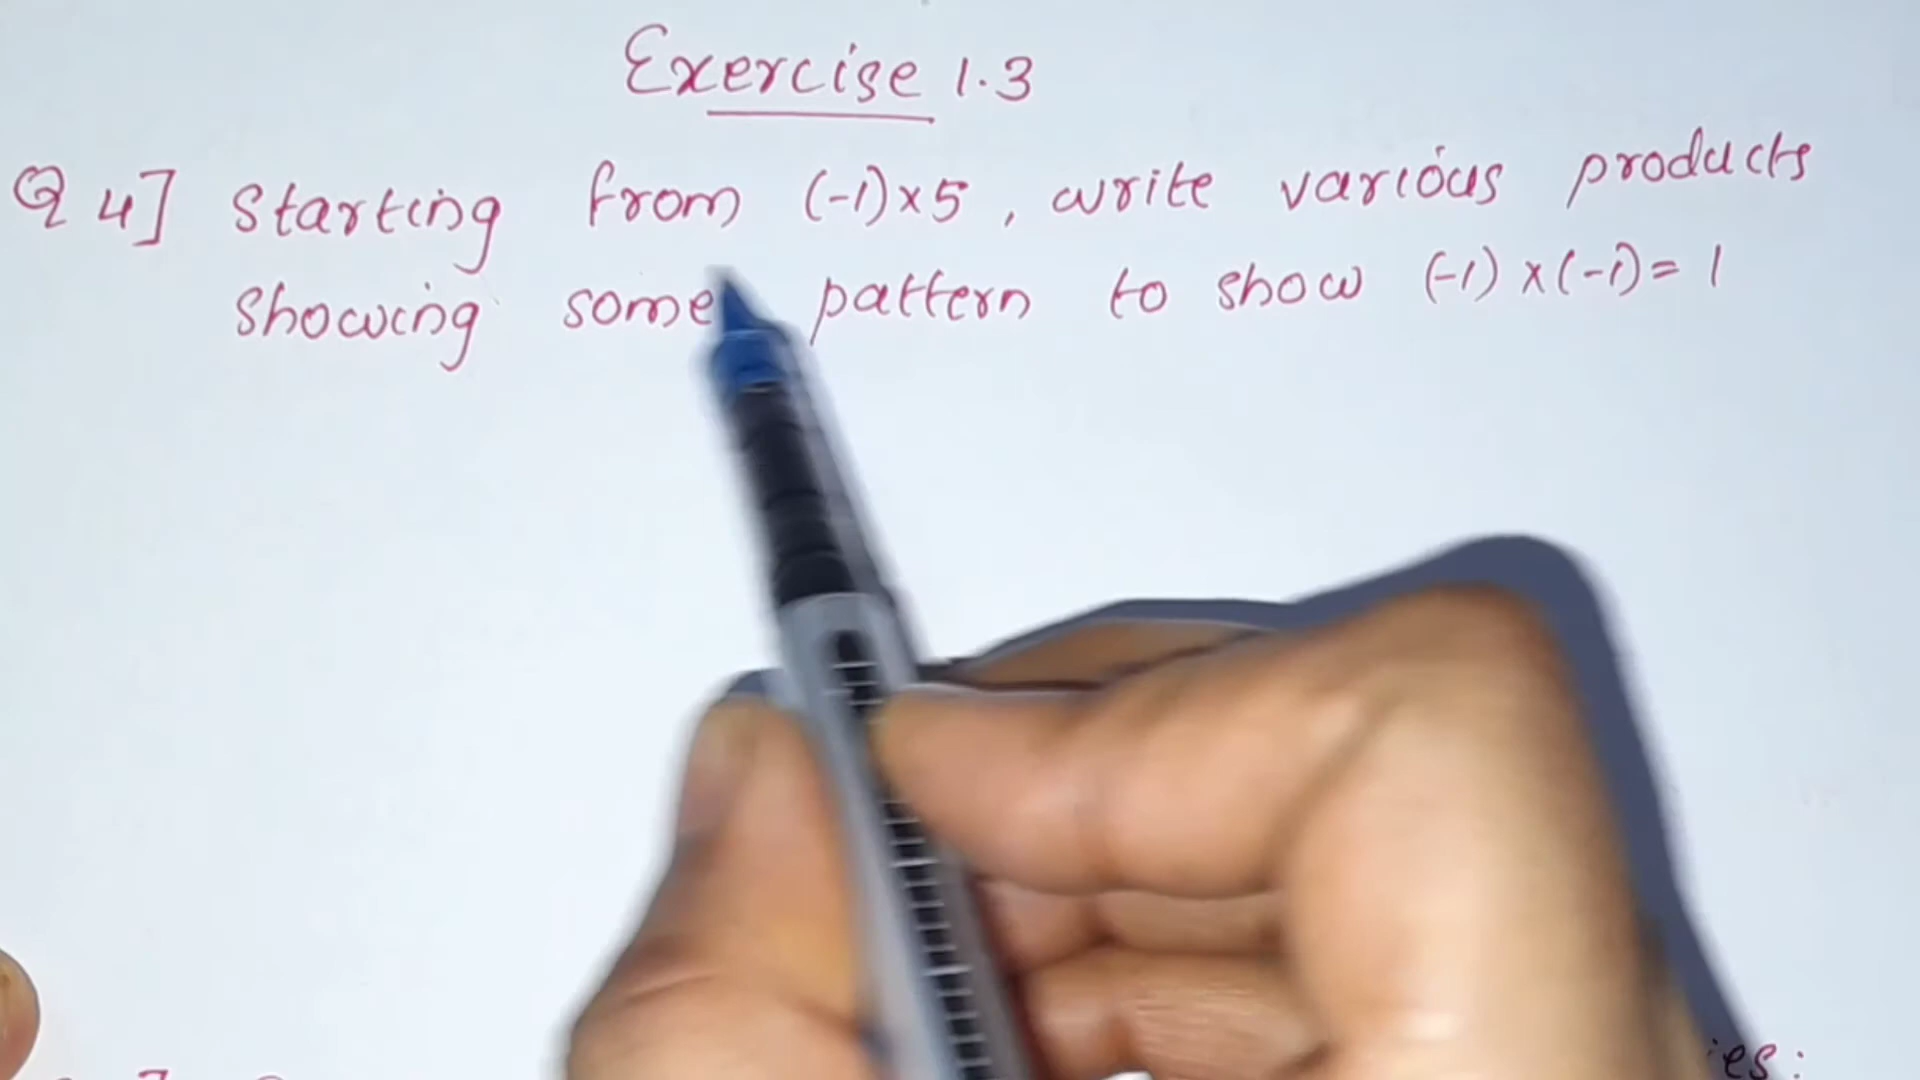 Exercise 1.3
Q 4] Starting from (-1)×5, write various products
Showing some pattern to show (-1)×(-1)=1